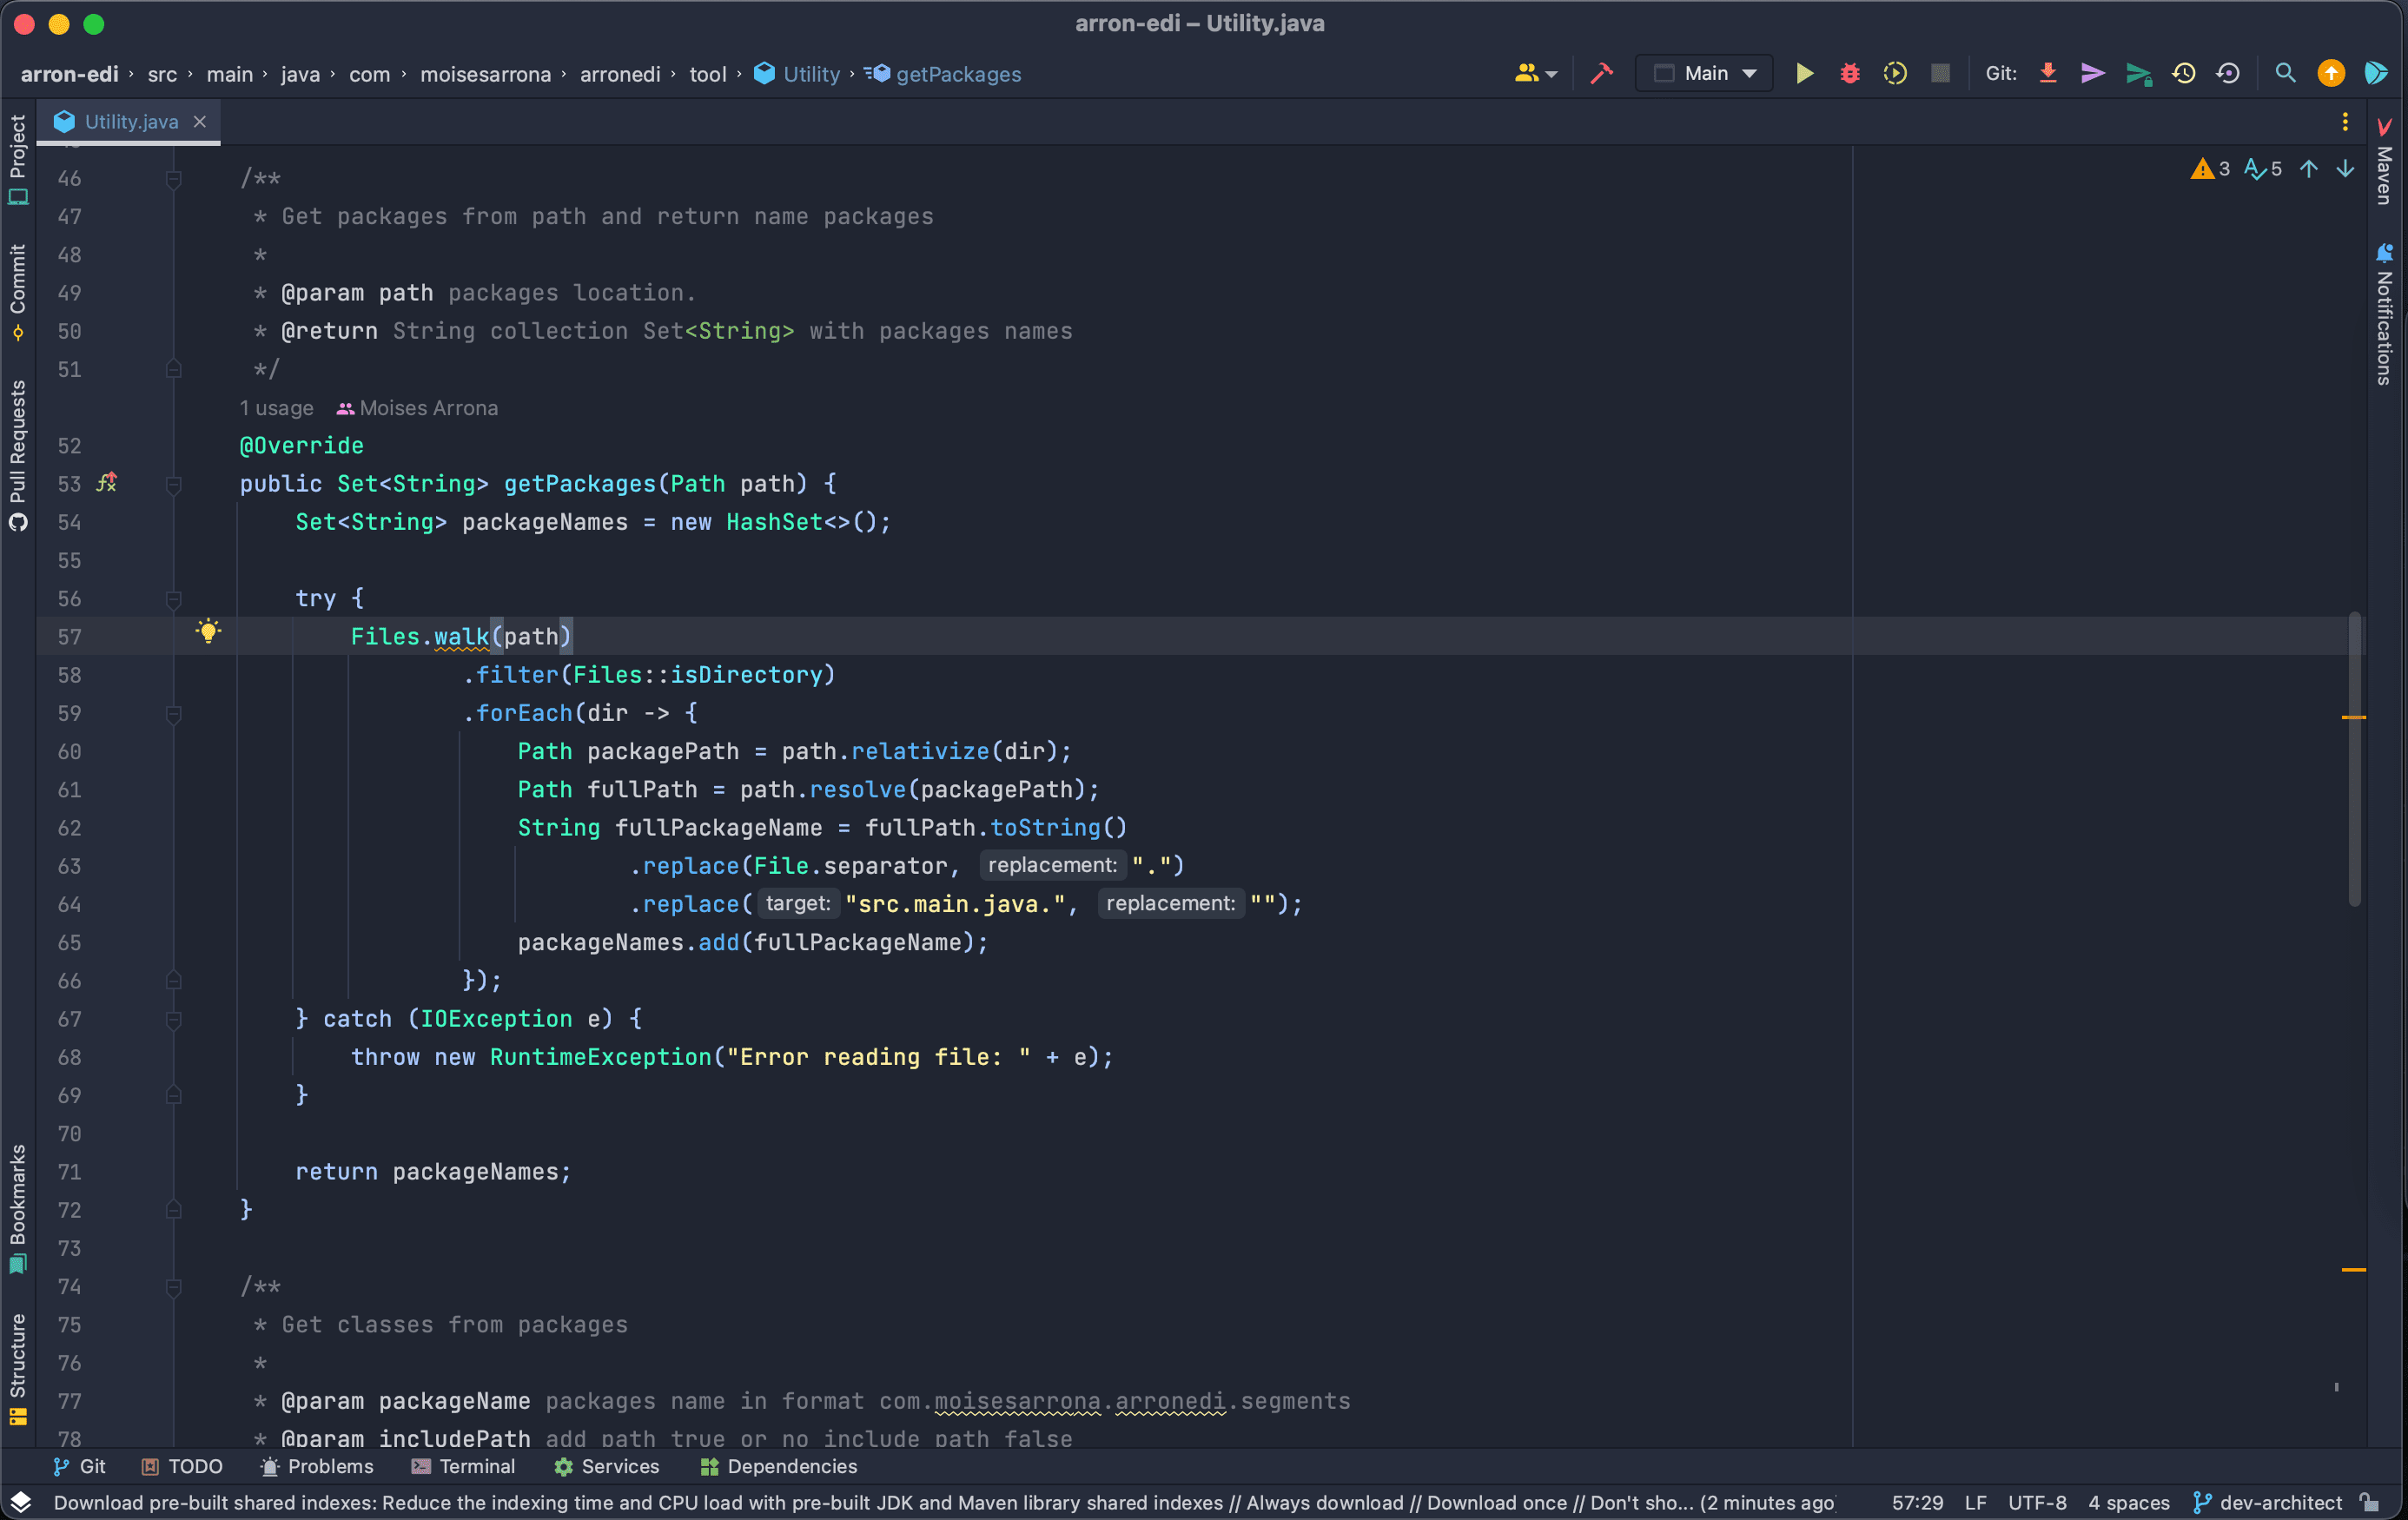 arron-edi – Utility.java
arron-edi › src › main › java › com › moisesarrona › arronedi › tool › Utility › getPackages
Main
Git:
Utility.java
3 5
Project
Commit
Pull Requests
Bookmarks
Structure
Maven
Notifications
46 /**
47 * Get packages from path and return name packages
48 *
49 * @param path packages location.
50 * @return String collection Set<String> with packages names
51 */
1 usage Moises Arrona
52 @Override
53 public Set<String> getPackages(Path path) {
54 Set<String> packageNames = new HashSet<>();
55
56 try {
57 Files.walk(path)
58 .filter(Files::isDirectory)
59 .forEach(dir -> {
60 Path packagePath = path.relativize(dir);
61 Path fullPath = path.resolve(packagePath);
62 String fullPackageName = fullPath.toString()
63 .replace(File.separator, replacement: ".")
64 .replace( target: "src.main.java.", replacement: "");
65 packageNames.add(fullPackageName);
66 });
67 } catch (IOException e) {
68 throw new RuntimeException("Error reading file: " + e);
69 }
70
71 return packageNames;
72 }
73
74 /**
75 * Get classes from packages
76 *
77 * @param packageName packages name in format com.moisesarrona.arronedi.segments
78 * @param includePath add path true or no include path false
Git TODO Problems Terminal Services Dependencies
Download pre-built shared indexes: Reduce the indexing time and CPU load with pre-built JDK and Maven library shared indexes // Always download // Download once // Don't sho... (2 minutes ago)
57:29 LF UTF-8 4 spaces dev-architect